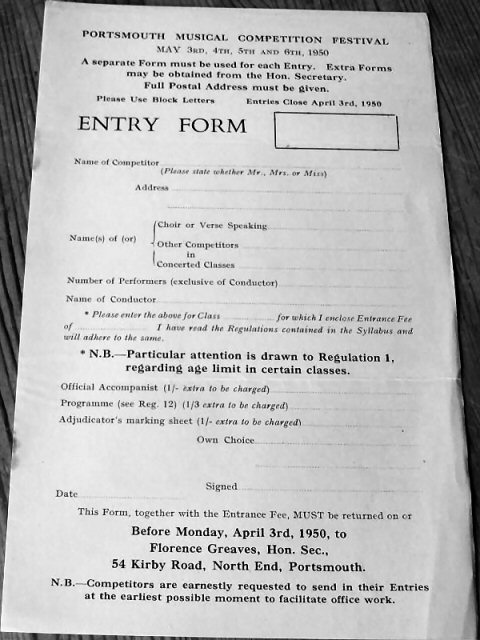 PORTSMOUTH MUSICAL COMPETITION FESTIVAL
MAY 3RD, 4TH, 5TH AND 6TH, 1950
A separate Form must be used for each Entry. Extra Forms
may be obtained from the Hon. Secretary.
Full Postal Address must be given.
Please Use Block Letters Entries Close April 3rd, 1950
ENTRY FORM
Name of Competitor
(Please state whether Mr., Mrs. or Miss)
Address
Name(s) of (or)
Choir or Verse Speaking
Other Competitors
in
Concerted Classes
Number of Performers (exclusive of Conductor)
Name of Conductor
* Please enter the above for Class for which I enclose Entrance Fee
of I have read the Regulations contained in the Syllabus and
will adhere to the same.
* N.B.—Particular attention is drawn to Regulation 1,
regarding age limit in certain classes.
Official Accompanist (1/- extra to be charged)
Programme (see Reg. 12) (1/3 extra to be charged)
Adjudicator's marking sheet (1/- extra to be charged)
Own Choice
Signed
Date
This Form, together with the Entrance Fee, MUST be returned on or
Before Monday, April 3rd, 1950, to
Florence Greaves, Hon. Sec.,
54 Kirby Road, North End, Portsmouth.
N.B.—Competitors are earnestly requested to send in their Entries
at the earliest possible moment to facilitate office work.